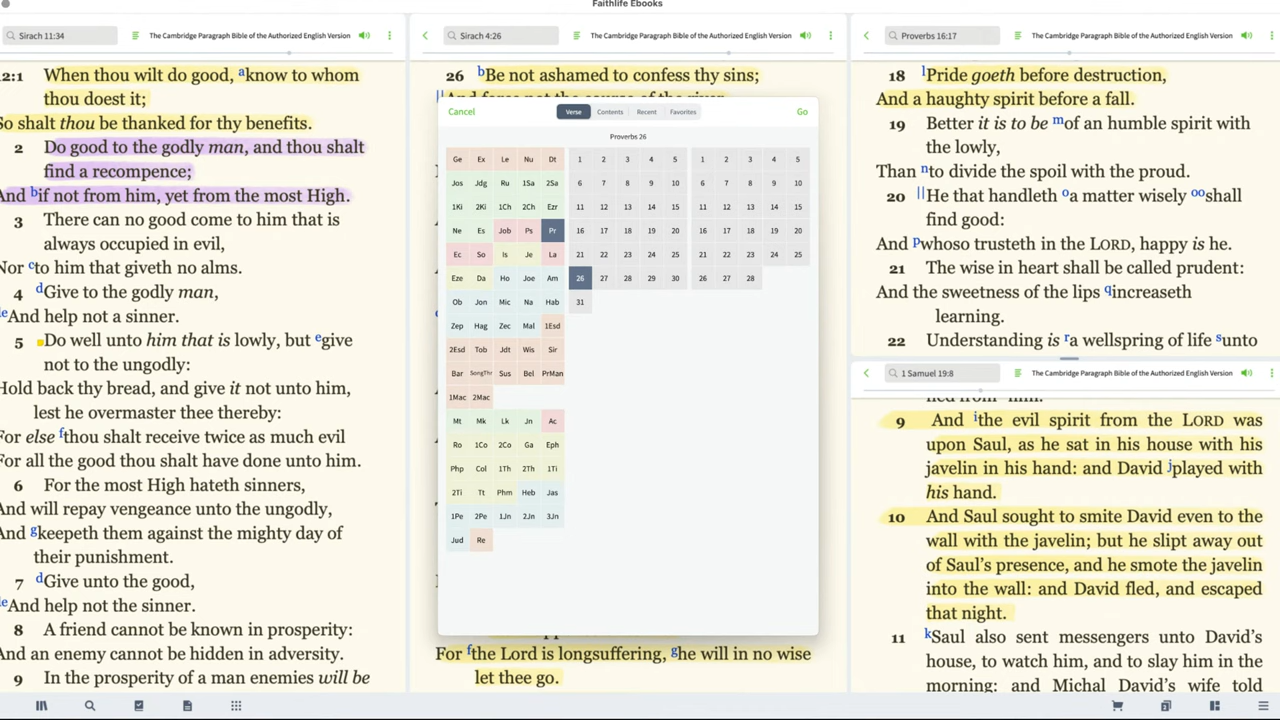 Faithlife Ebooks
Sirach 11:34
The Cambridge Paragraph Bible of the Authorized English Version
2:1 When thou wilt do good, aknow to whom
thou doest it;
So shalt thou be thanked for thy benefits.
2 Do good to the godly man, and thou shalt
find a recompence;
And bif not from him, yet from the most High.
3 There can no good come to him that is
always occupied in evil,
Nor cto him that giveth no alms.
4 dGive to the godly man,
eAnd help not a sinner.
5 Do well unto him that is lowly, but egive
not to the ungodly:
Hold back thy bread, and give it not unto him,
lest he overmaster thee thereby:
For else fthou shalt receive twice as much evil
For all the good thou shalt have done unto him.
6 For the most High hateth sinners,
And will repay vengeance unto the ungodly,
And gkeepeth them against the mighty day of
their punishment.
7 dGive unto the good,
eAnd help not the sinner.
8 A friend cannot be known in prosperity:
And an enemy cannot be hidden in adversity.
9 In the prosperity of a man enemies will be
Sirach 4:26
The Cambridge Paragraph Bible of the Authorized English Version
26 bBe not ashamed to confess thy sins;
||And force not the course of the river.
Cancel
Verse
Contents
Recent
Favorites
Go
Proverbs 26
Ge Ex Le Nu Dt 1 2 3 4 5 1 2 3 4 5
Jos Jdg Ru 1Sa 2Sa 6 7 8 9 10 6 7 8 9 10
1Ki 2Ki 1Ch 2Ch Ezr 11 12 13 14 15 11 12 13 14 15
Ne Es Job Ps Pr 16 17 18 19 20 16 17 18 19 20
Ec So Is Je La 21 22 23 24 25 21 22 23 24 25
Eze Da Ho Joe Am 26 27 28 29 30 26 27 28
Ob Jon Mic Na Hab 31
Zep Hag Zec Mal 1Esd
2Esd Tob Jdt Wis Sir
Bar SongThr Sus Bel PrMan
1Mac 2Mac
Mt Mk Lk Jn Ac
Ro 1Co 2Co Ga Eph
Php Col 1Th 2Th 1Ti
2Ti Tt Phm Heb Jas
1Pe 2Pe 1Jn 2Jn 3Jn
Jud Re
For fthe Lord is longsuffering, ghe will in no wise
let thee go.
Proverbs 16:17
The Cambridge Paragraph Bible of the Authorized English Version
18 lPride goeth before destruction,
And a haughty spirit before a fall.
19 Better it is to be mof an humble spirit with
the lowly,
Than nto divide the spoil with the proud.
20 ||He that handleth oa matter wisely ooshall
find good:
And pwhoso trusteth in the LORD, happy is he.
21 The wise in heart shall be called prudent:
And the sweetness of the lips qincreaseth
learning.
22 Understanding is ra wellspring of life sunto
1 Samuel 19:8
The Cambridge Paragraph Bible of the Authorized English Version
fled from him.
9 And ithe evil spirit from the LORD was
upon Saul, as he sat in his house with his
javelin in his hand: and David jplayed with
his hand.
10 And Saul sought to smite David even to the
wall with the javelin; but he slipt away out
of Saul's presence, and he smote the javelin
into the wall: and David fled, and escaped
that night.
11 kSaul also sent messengers unto David's
house, to watch him, and to slay him in the
morning: and Michal David's wife told